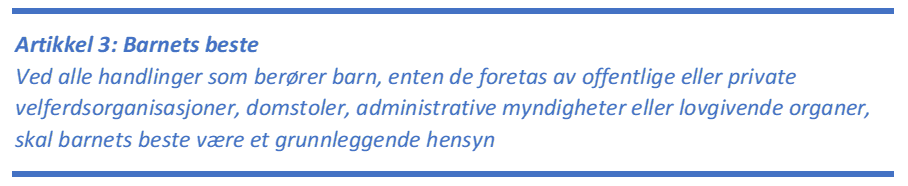 Artikkel 3: Barnets beste
Ved alle handlinger som berører barn, enten de foretas av offentlige eller private
velferdsorganisasjoner, domstoler, administrative myndigheter eller lovgivende organer,
skal barnets beste være et grunnleggende hensyn